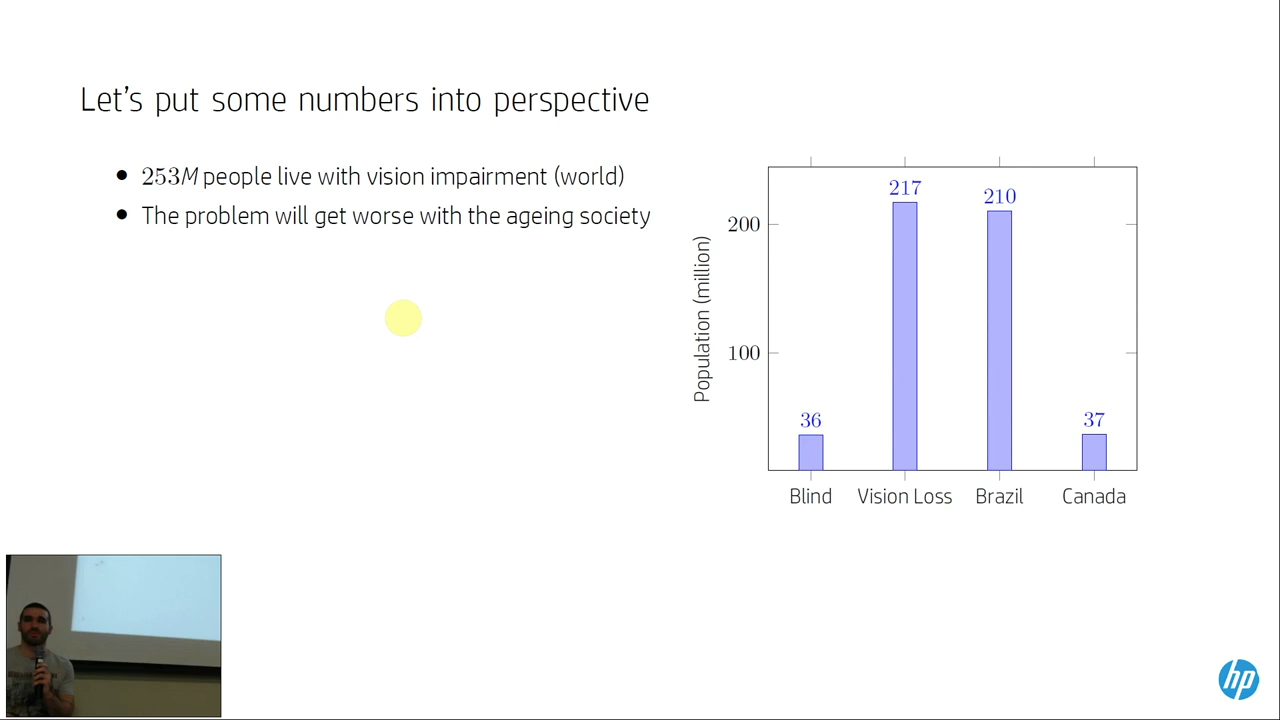 Let's put some numbers into perspective
• 253M people live with vision impairment (world)
• The problem will get worse with the ageing society
Population (million)
200
100
36
217
210
37
Blind
Vision Loss
Brazil
Canada
hp